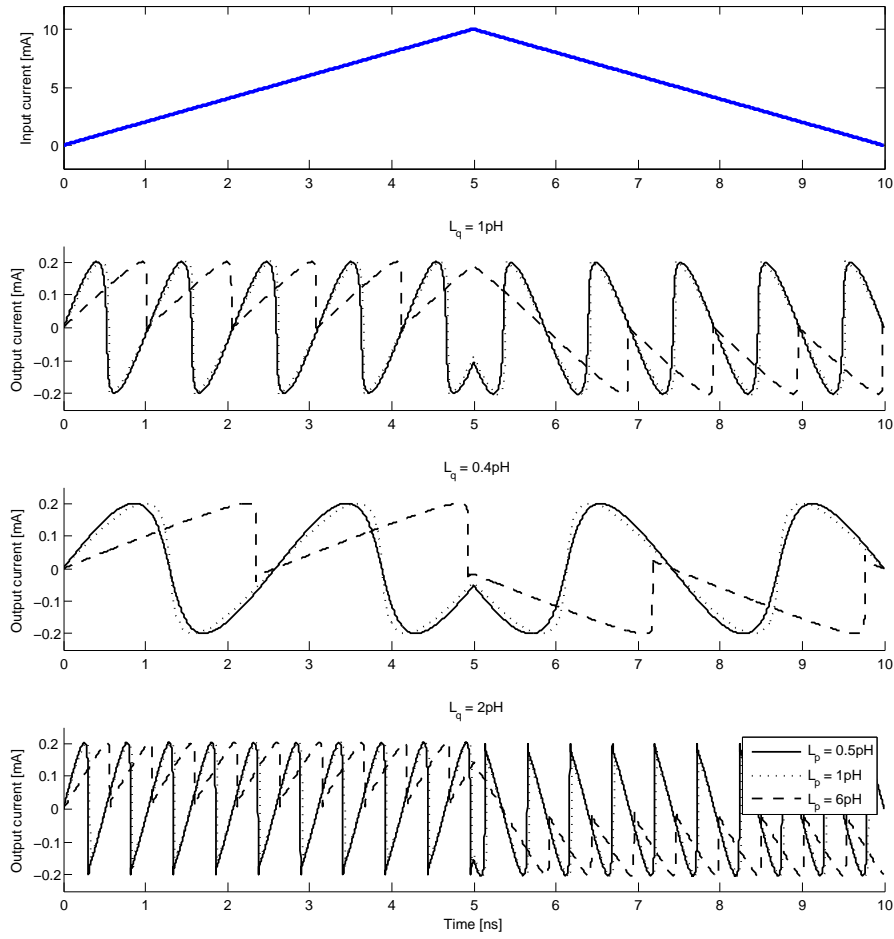 Input current [mA]
10
5
0
0 1 2 3 4 5 6 7 8 9 10
L_q = 1pH
Output current [mA]
0.2
0.1
0
−0.1
−0.2
0 1 2 3 4 5 6 7 8 9 10
L_q = 0.4pH
Output current [mA]
0.2
0.1
0
−0.1
−0.2
0 1 2 3 4 5 6 7 8 9 10
L_q = 2pH
Output current [mA]
0.2
0.1
0
−0.1
−0.2
L_p = 0.5pH
L_p = 1pH
L_p = 6pH
0 1 2 3 4 5 6 7 8 9 10
Time [ns]